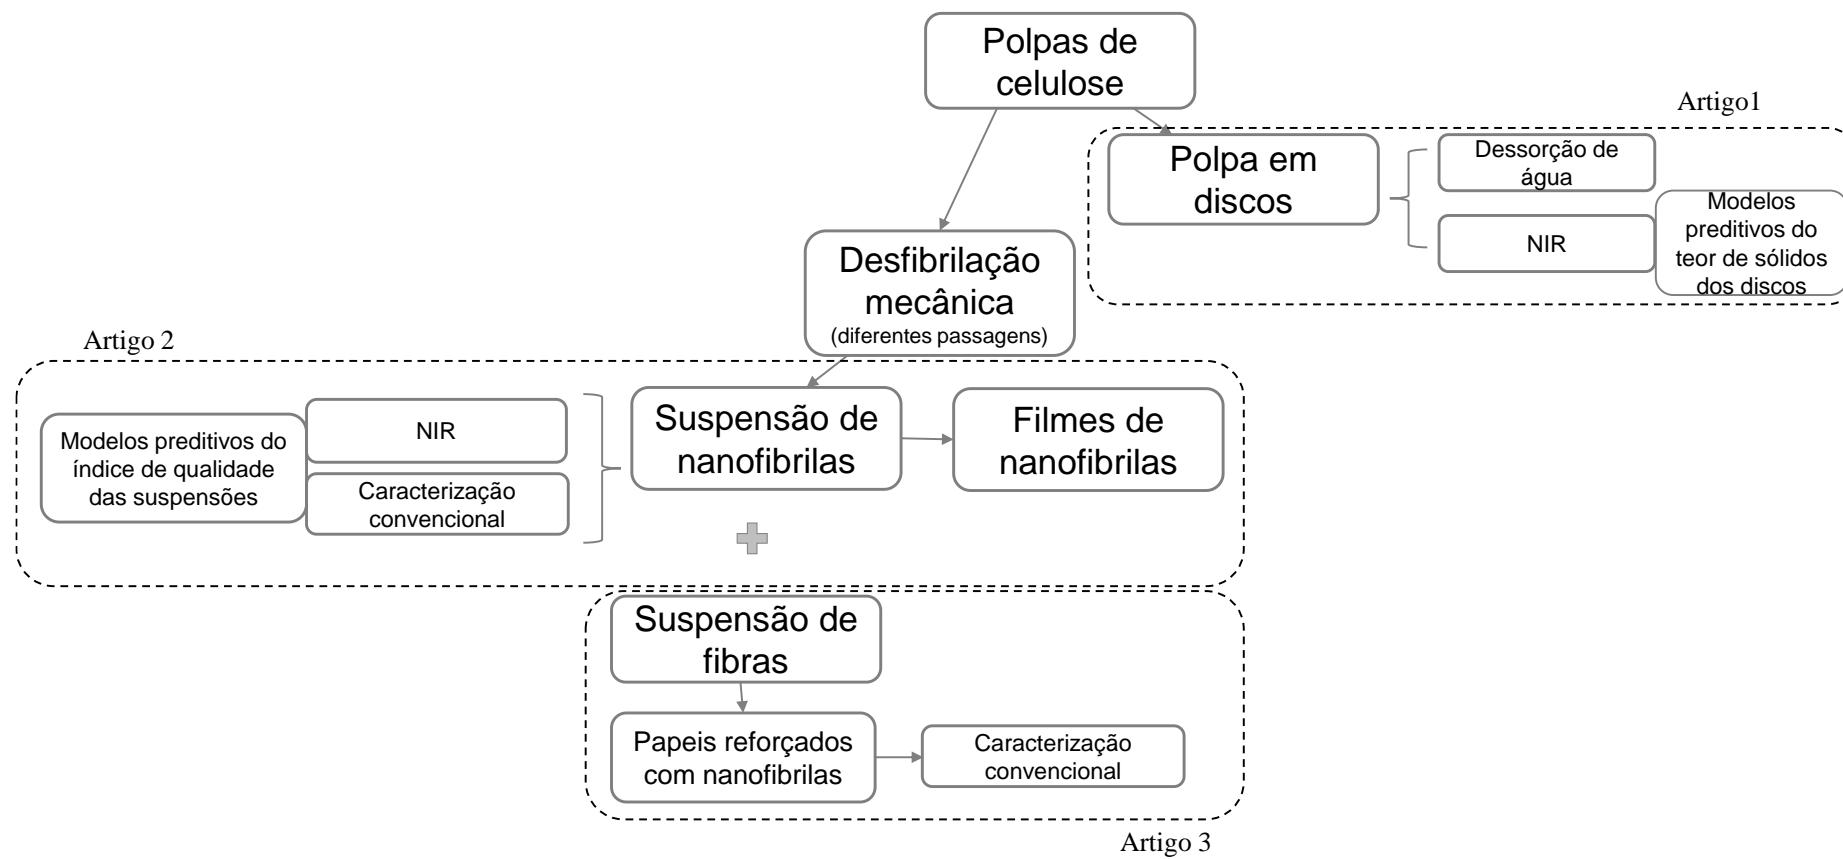 Polpas de
celulose
Artigo1
Polpa em
discos
Dessorção de
água
NIR
Modelos
preditivos do
teor de sólidos
dos discos
Desfibrilação
mecânica
(diferentes passagens)
Artigo 2
Modelos preditivos do
índice de qualidade
das suspensões
NIR
Caracterização
convencional
Suspensão de
nanofibrilas
Filmes de
nanofibrilas
Suspensão de
fibras
Papeis reforçados
com nanofibrilas
Caracterização
convencional
Artigo 3